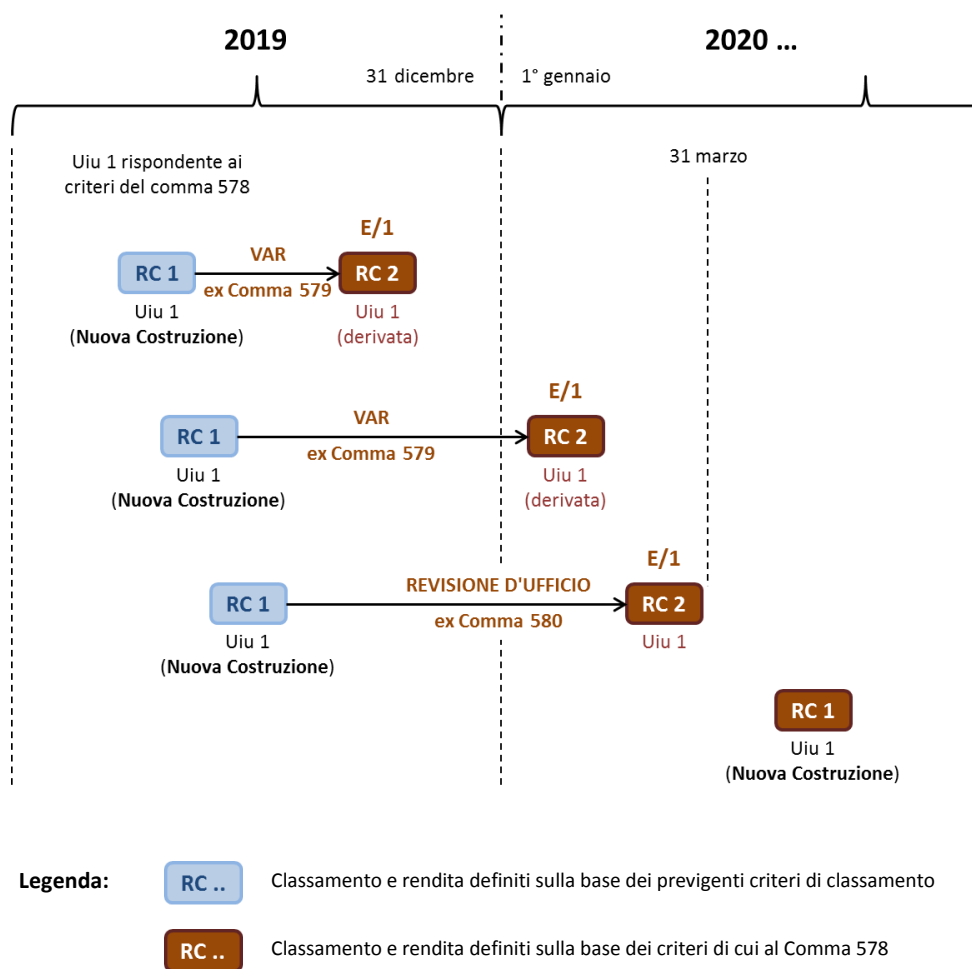 2019
2020 ...
31 dicembre
1° gennaio
31 marzo
Uiu 1 rispondente ai
criteri del comma 578
E/1
VAR
RC 1
RC 2
ex Comma 579
Uiu 1
(Nuova Costruzione)
Uiu 1
(derivata)
E/1
VAR
RC 1
RC 2
ex Comma 579
Uiu 1
(Nuova Costruzione)
Uiu 1
(derivata)
E/1
REVISIONE D'UFFICIO
RC 1
RC 2
ex Comma 580
Uiu 1
(Nuova Costruzione)
Uiu 1
RC 1
Uiu 1
(Nuova Costruzione)
Legenda:
RC ..
Classamento e rendita definiti sulla base dei previgenti criteri di classamento
RC ..
Classamento e rendita definiti sulla base dei criteri di cui al Comma 578